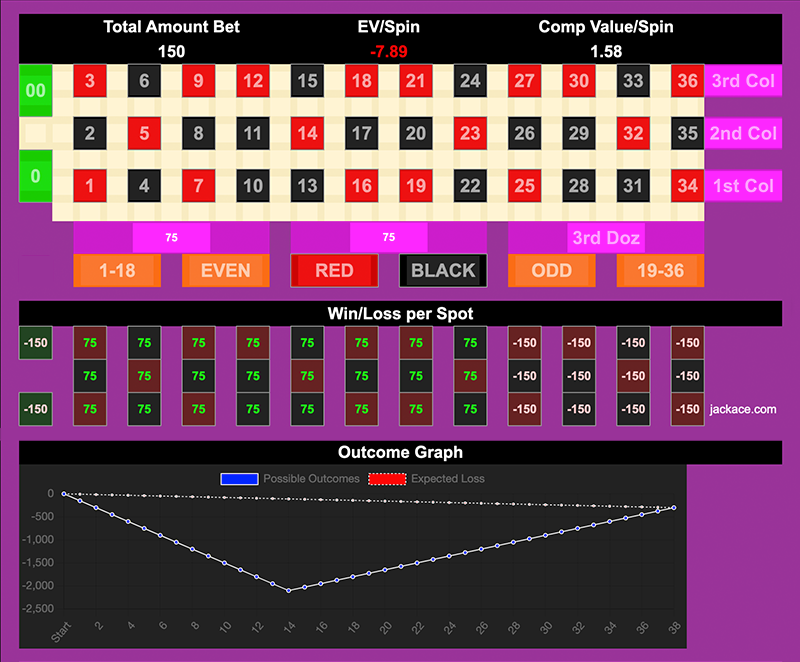 Total Amount Bet EV/Spin Comp Value/Spin
150 -7.89 1.58
00 3 6 9 12 15 18 21 24 27 30 33 36 3rd Col
2 5 8 11 14 17 20 23 26 29 32 35 2nd Col
0 1 4 7 10 13 16 19 22 25 28 31 34 1st Col
75 75 3rd Doz
1-18 EVEN RED BLACK ODD 19-36
Win/Loss per Spot
-150 75 75 75 75 75 75 75 75 -150 -150 -150 -150
75 75 75 75 75 75 75 75 -150 -150 -150 -150
-150 75 75 75 75 75 75 75 75 -150 -150 -150 -150 jackace.com
Outcome Graph
Possible Outcomes Expected Loss
0
-500
-1,000
-1,500
-2,000
-2,500
Start 2 4 6 8 10 12 14 16 18 20 22 24 26 28 30 32 34 36 38